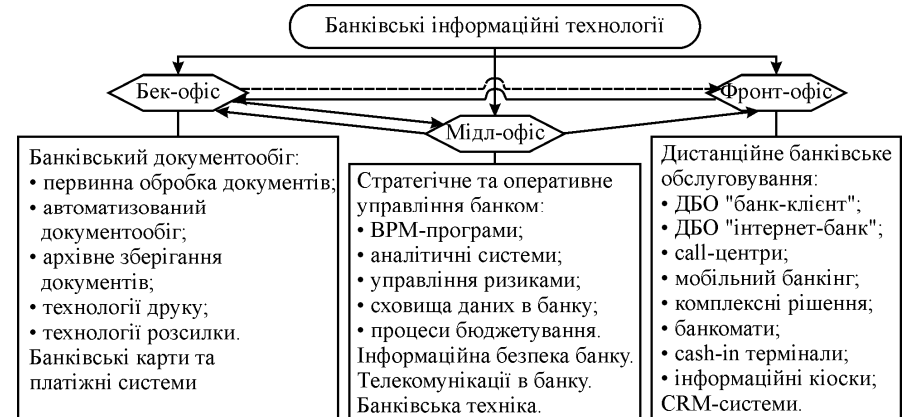 Банківські інформаційні технології
Бек-офіс
Фронт-офіс
Мідл-офіс
Банківський документообіг:
• первинна обробка документів;
• автоматизований
документообіг;
• архівне зберігання
документів;
• технології друку;
• технології розсилки.
Банківські карти та
платіжні системи
Стратегічне та оперативне
управління банком:
• ВРМ-програми;
• аналітичні системи;
• управління ризиками;
• сховища даних в банку;
• процеси бюджетування.
Інформаційна безпека банку.
Телекомунікації в банку.
Банківська техніка.
Дистанційне банківське
обслуговування:
• ДБО "банк-клієнт";
• ДБО "інтернет-банк";
• call-центри;
• мобільний банкінг;
• комплексні рішення;
• банкомати;
• cash-in термінали;
• інформаційні кіоски;
CRM-системи.